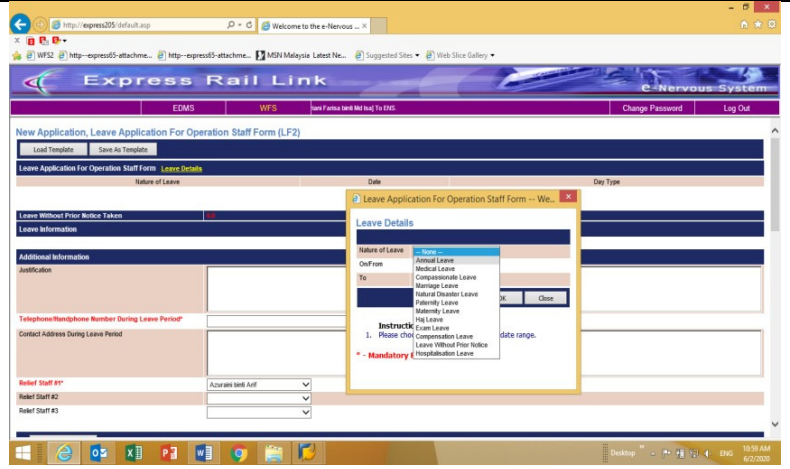 http://express205/default.asp
Welcome to the e-Nervous ...
WFS2 http--express65-attachme... http--express65-attachme... MSN Malaysia Latest Ne... Suggested Sites Web Slice Gallery
Express Rail Link
e-Nervous System
EDMS WFS To ENS. Change Password Log Out
New Application, Leave Application For Operation Staff Form (LF2)
Load Template Save As Template
Leave Application For Operation Staff Form Leave Details
Nature of Leave Date Day Type
Leave Without Prior Notice Taken
Leave Information
Additional Information
Justification
Telephone/Handphone Number During Leave Period*
Contact Address During Leave Period
Relief Staff #1* Azuraini binti Arif
Relief Staff #2
Relief Staff #3
Leave Application For Operation Staff Form -- We...
Leave Details
Nature of Leave
On/From
To
-- None --
Annual Leave
Medical Leave
Compassionate Leave
Marriage Leave
Natural Disaster Leave
Paternity Leave
Maternity Leave
Haj Leave
Exam Leave
Compensation Leave
Leave Without Prior Notice
Hospitalisation Leave
OK Close
Instructi
1. Please cho date range.
* - Mandatory
Desktop ENG 10:59 AM
6/2/2020